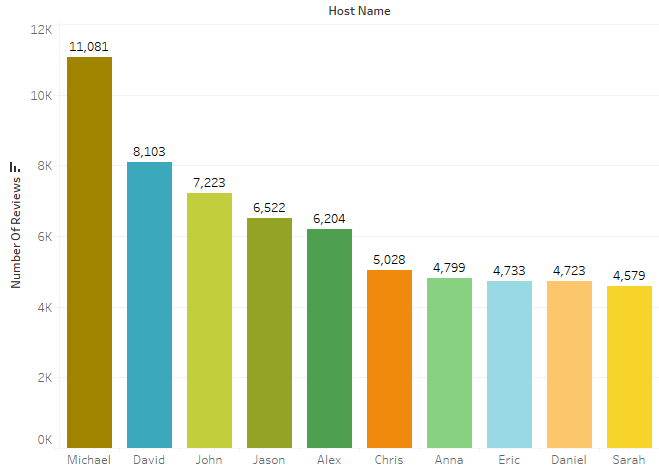 Host Name
Number Of Reviews
12K
10K
8K
6K
4K
2K
0K
11,081
8,103
7,223
6,522
6,204
5,028
4,799
4,733
4,723
4,579
Michael
David
John
Jason
Alex
Chris
Anna
Eric
Daniel
Sarah